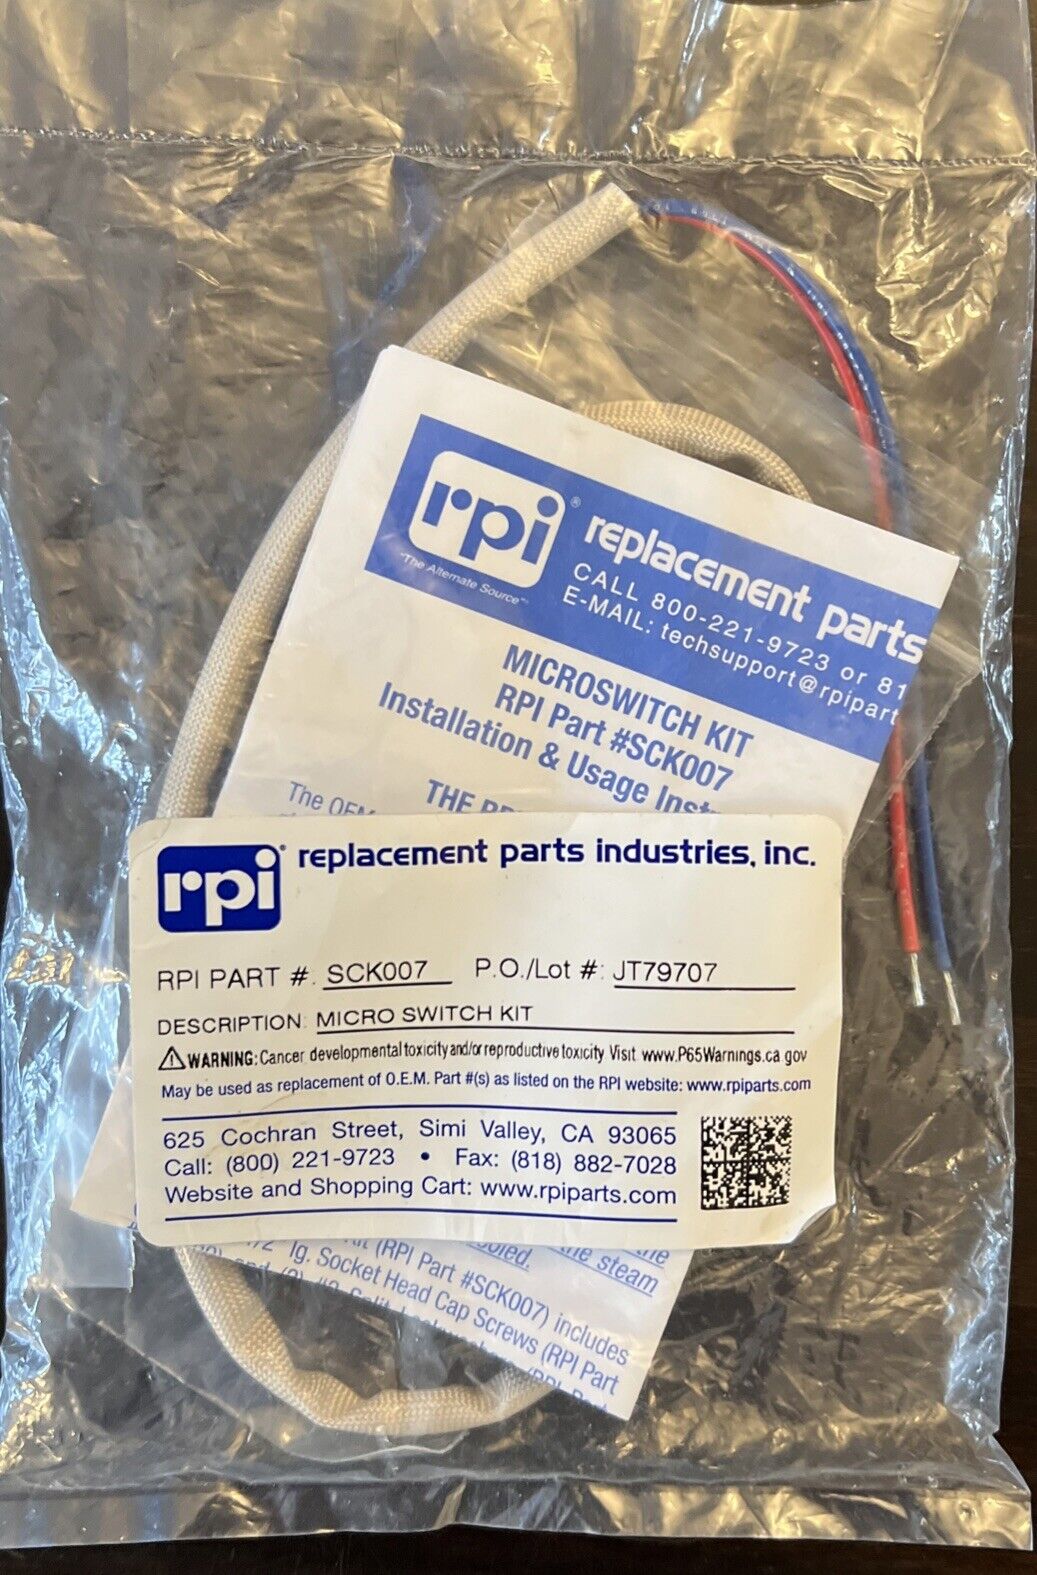 rpi®
"The Alternate Source"
replacement parts
CALL 800-221-9723 or 81
E-MAIL: techsupport@rpipart
MICROSWITCH KIT
RPI Part #SCK007
Installation & Usage Inst
THE
The OEM
rpi® replacement parts industries, inc.
RPI PART #: SCK007 P.O./Lot #: JT79707
DESCRIPTION: MICRO SWITCH KIT
⚠WARNING: Cancer developmental toxicity and/or reproductive toxicity Visit www.P65Warnings.ca.gov
May be used as replacement of O.E.M. Part #(s) as listed on the RPI website: www.rpiparts.com
625 Cochran Street, Simi Valley, CA 93065
Call: (800) 221-9723 • Fax: (818) 882-7028
Website and Shopping Cart: www.rpiparts.com
the steam
(RPI Part #SCK007) includes
lg. Socket Head Cap Screws (RPI Part